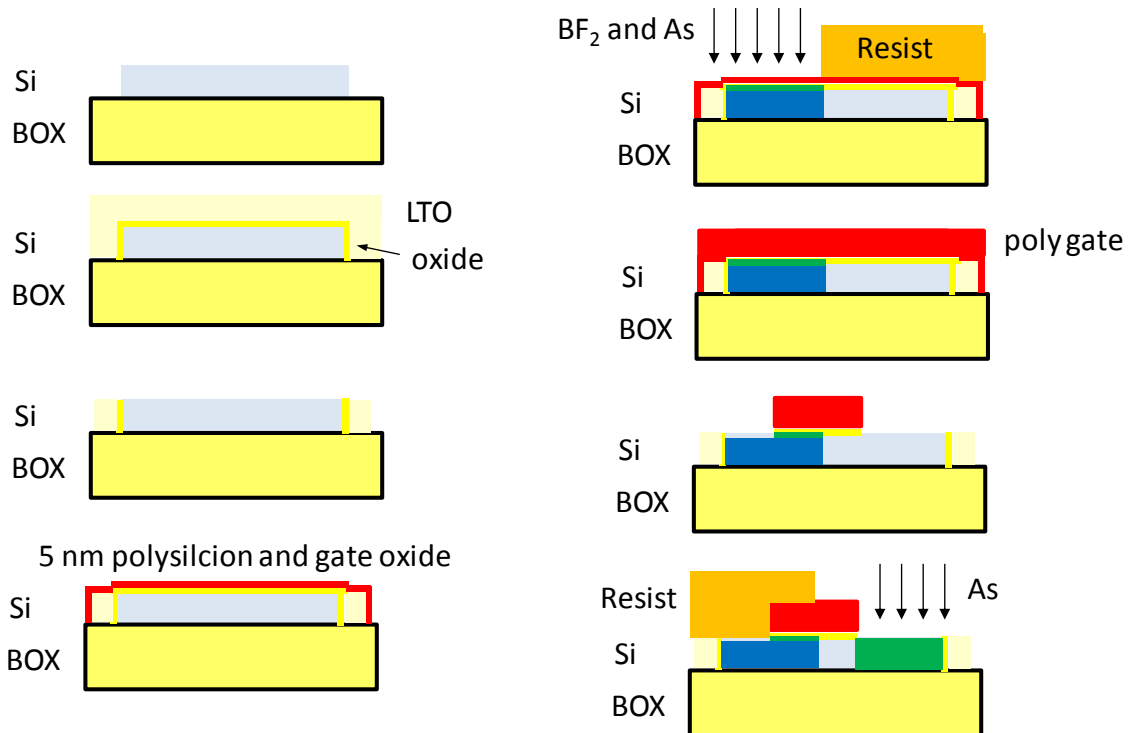 Si
BOX
LTO
Si
oxide
BOX
Si
BOX
5 nm polysilcion and gate oxide
Si
BOX
BF2 and As
Resist
Si
BOX
poly gate
Si
BOX
Si
BOX
Resist
As
Si
BOX